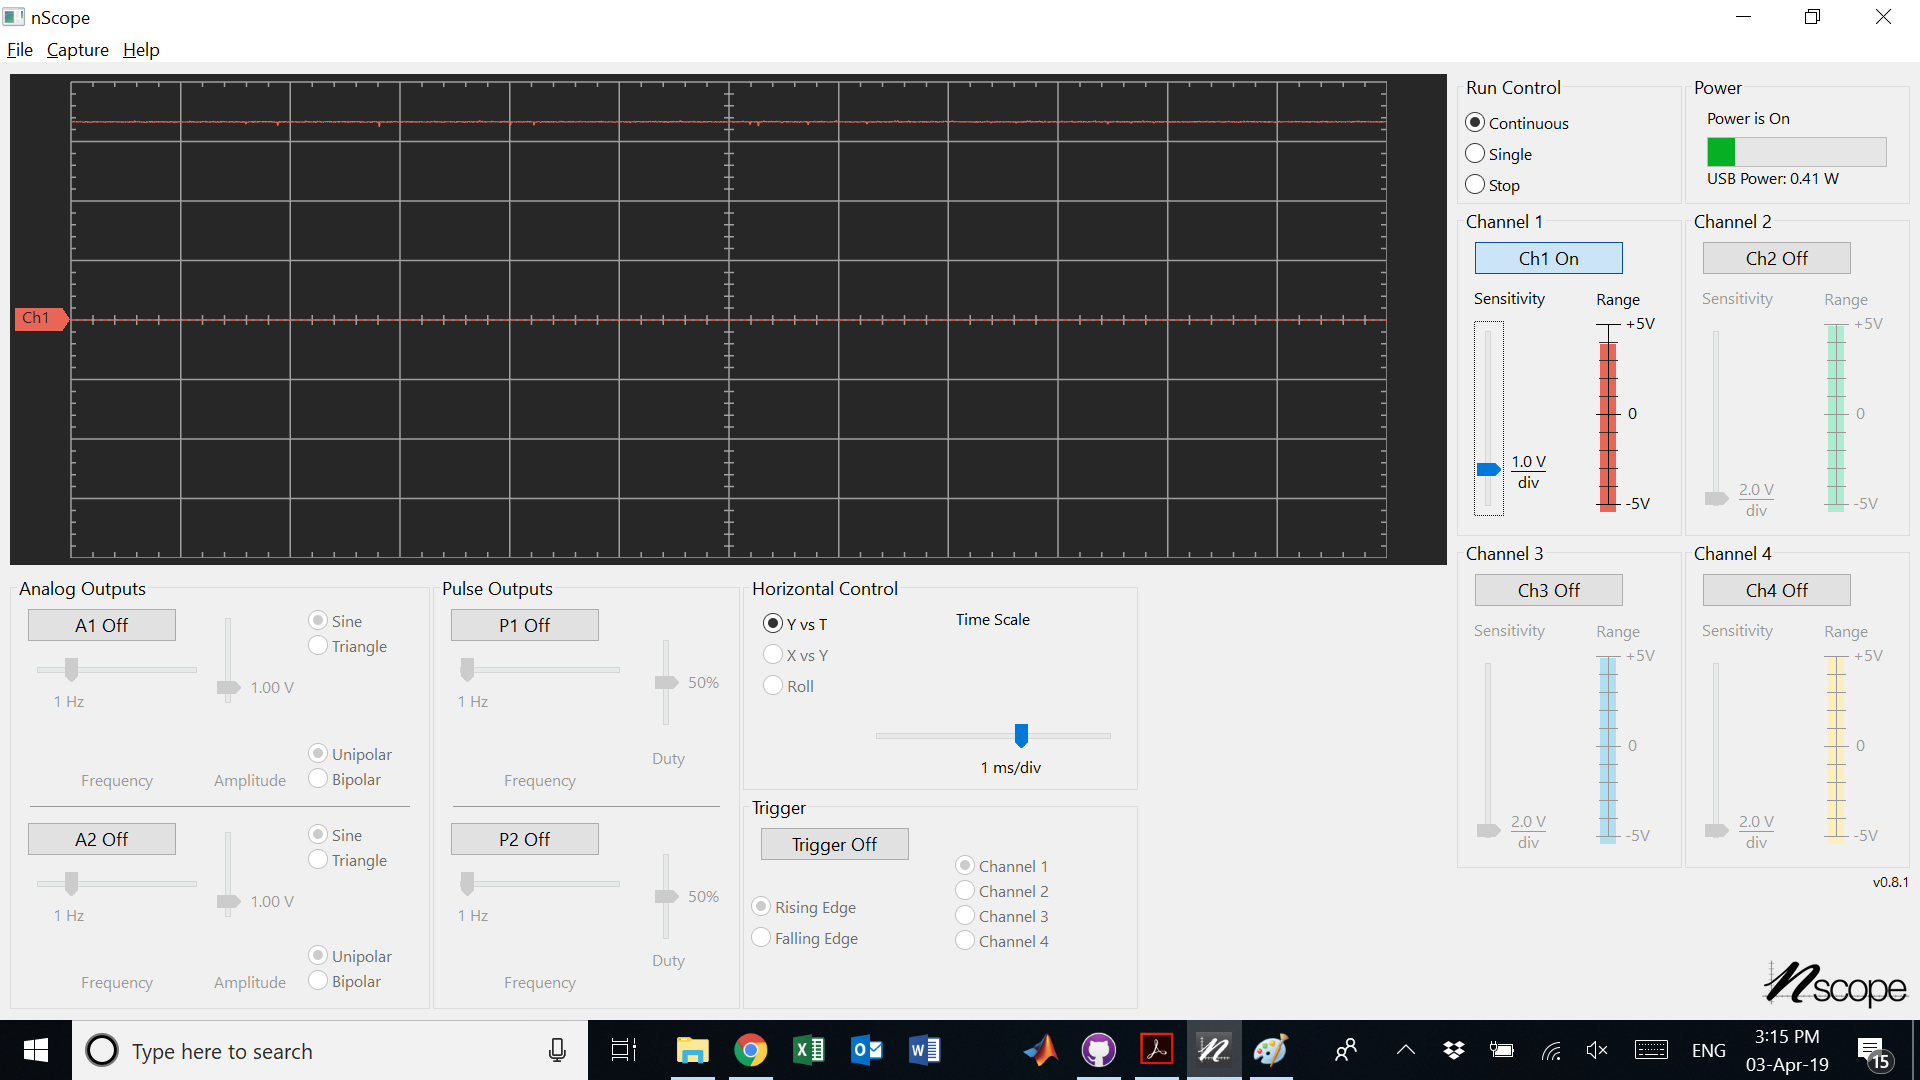 nScope
File Capture Help
Ch1
Run Control
Continuous
Single
Stop
Power
Power is On
USB Power: 0.41 W
Channel 1
Ch1 On
Sensitivity Range
+5V
0
-5V
1.0 V
div
Channel 2
Ch2 Off
Sensitivity Range
+5V
0
-5V
2.0 V
div
Channel 3
Ch3 Off
Sensitivity Range
+5V
0
-5V
2.0 V
div
Channel 4
Ch4 Off
Sensitivity Range
+5V
0
-5V
2.0 V
div
v0.8.1
Analog Outputs
A1 Off
Sine
Triangle
1 Hz
1.00 V
Unipolar
Bipolar
Frequency Amplitude
A2 Off
Sine
Triangle
1 Hz
1.00 V
Unipolar
Bipolar
Frequency Amplitude
Pulse Outputs
P1 Off
1 Hz
50%
Duty
Frequency
P2 Off
1 Hz
50%
Duty
Frequency
Horizontal Control
Y vs T
X vs Y
Roll
Time Scale
1 ms/div
Trigger
Trigger Off
Rising Edge
Falling Edge
Channel 1
Channel 2
Channel 3
Channel 4
nscope
Type here to search
ENG
3:15 PM
03-Apr-19
15